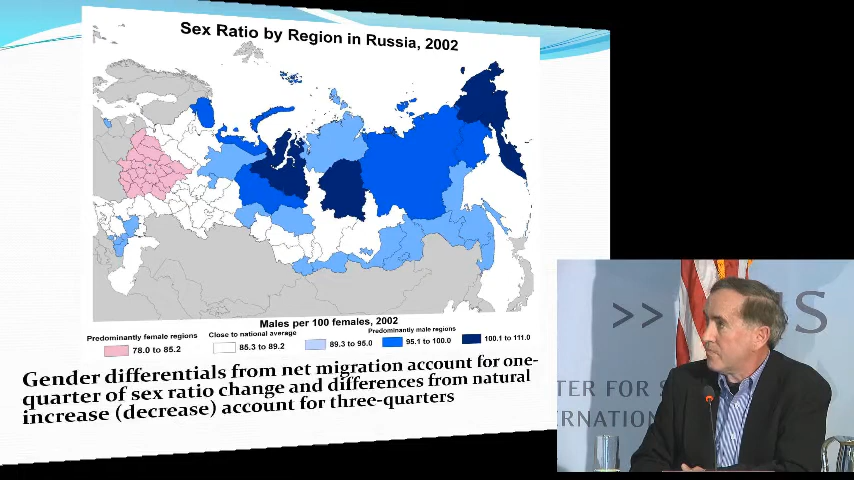 Sex Ratio by Region in Russia, 2002
Males per 100 females, 2002
Predominantly female regions
Close to national average
Predominantly male regions
78.0 to 85.2
85.3 to 89.2
89.3 to 95.0
95.1 to 100.0
100.1 to 111.0
Gender differentials from net migration account for one-
quarter of sex ratio change and differences from natural
increase (decrease) account for three-quarters
>>
IS
TER FOR S
RNATION